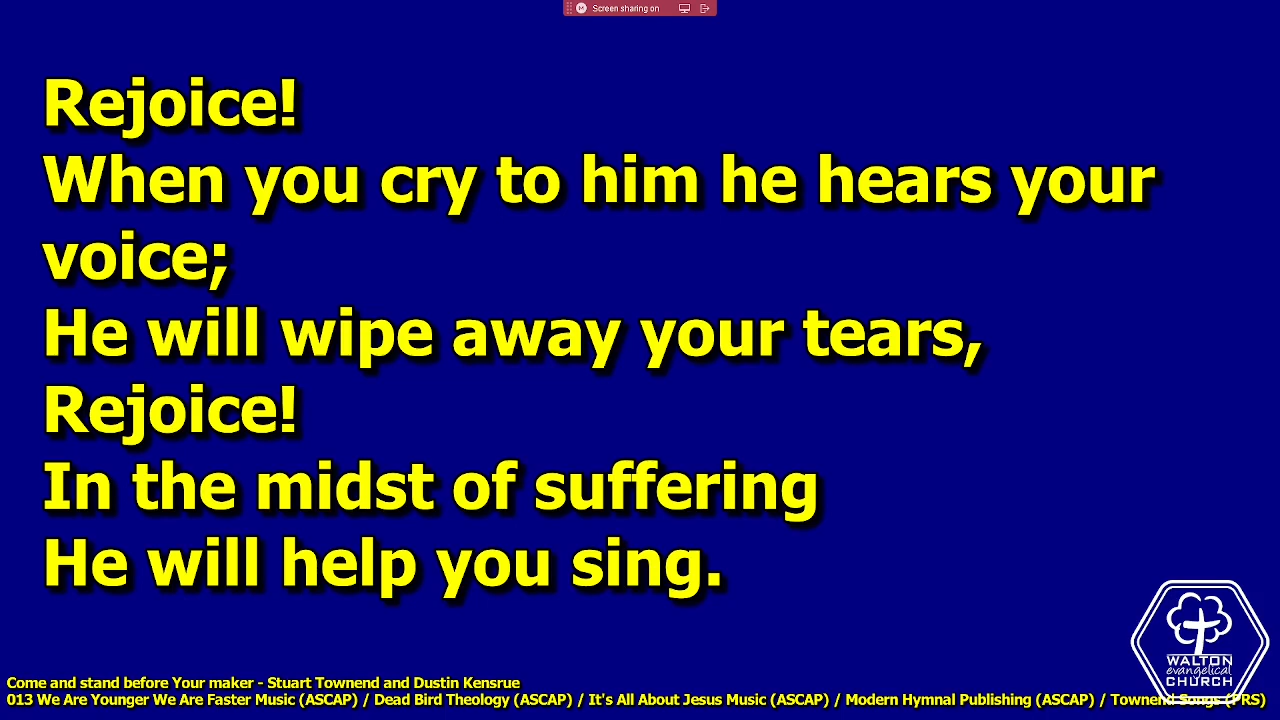 Screen sharing on
Rejoice!
When you cry to him he hears your
voice;
He will wipe away your tears,
Rejoice!
In the midst of suffering
He will help you sing.
WALTON
evangelical
CHURCH
Come and stand before Your maker - Stuart Townend and Dustin Kensrue
013 We Are Younger We Are Faster Music (ASCAP) / Dead Bird Theology (ASCAP) / It's All About Jesus Music (ASCAP) / Modern Hymnal Publishing (ASCAP) / Townend Songs (PRS)